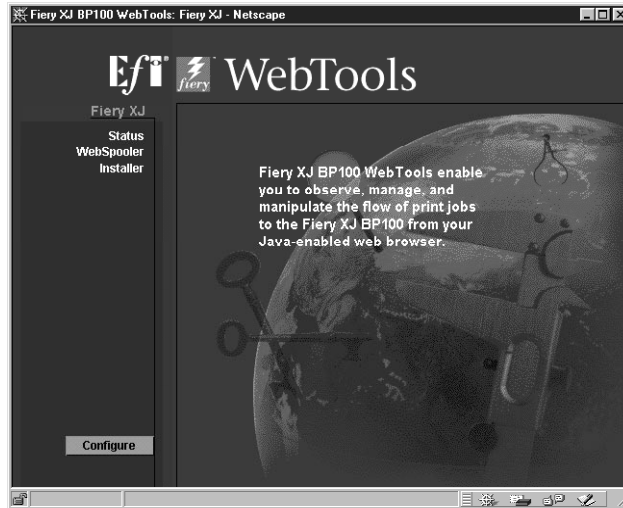 Fiery XJ BP100 WebTools: Fiery XJ - Netscape
Efi fiery WebTools
Fiery XJ
Status
WebSpooler
Installer
Fiery XJ BP100 WebTools enable
you to observe, manage, and
manipulate the flow of print jobs
to the Fiery XJ BP100 from your
Java-enabled web browser.
Configure